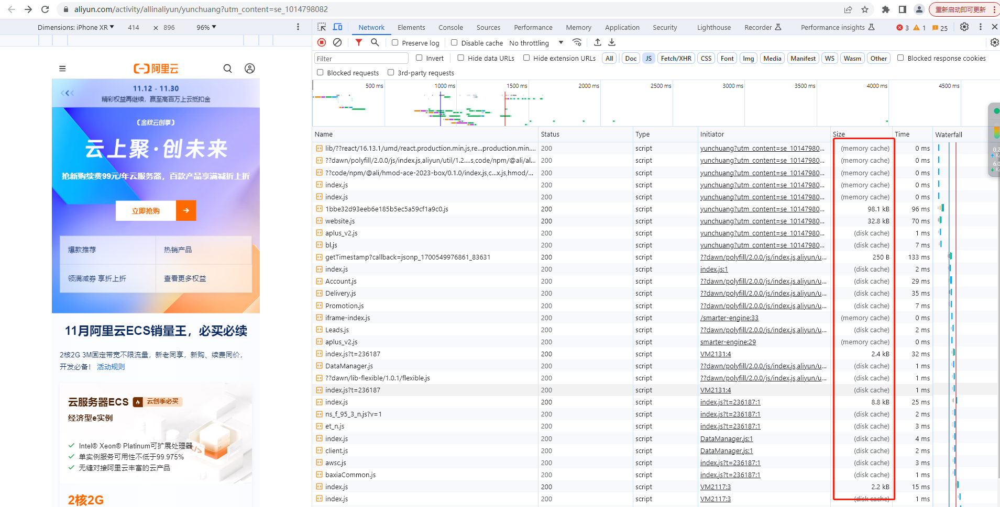 aliyun.com/activity/allinaliyun/yunchuang?utm_content=se_1014798082
重新启动即可更新
Dimensions: iPhone XR ▼ 414 × 896 96% ▼
Network Elements Console Sources Performance Memory Application Security Lighthouse Recorder Performance insights 3 1 25
Preserve log Disable cache No throttling
Filter Invert Hide data URLs Hide extension URLs All Doc JS Fetch/XHR CSS Font Img Media Manifest WS Wasm Other Blocked response cookies
Blocked requests 3rd-party requests
500 ms 1000 ms 1500 ms 2000 ms 2500 ms 3000 ms 3500 ms 4000 ms 4500 ms
阿里云
11.12 - 11.30
精彩权益再继续，赢至高百万上云抵扣金
〔金秋云创季〕
云上聚·创未来
抢新购续费99元/年云服务器，百款产品享满减折上折
立即抢购
爆款推荐 热销产品
领满减券 享折上折 查看更多权益
11月阿里云ECS销量王，必买必续
2核2G 3M固定带宽不限流量，新老同享，新购、续费同价，
开发必备！ 活动规则
云服务器ECS 云创季必买
经济型e实例
Intel® Xeon® Platinum可扩展处理器
单实例服务可用性不低于99.975%
无缝对接阿里云丰富的云产品
2核2G
Name Status Type Initiator Size Time Waterfall
lib/??react/16.13.1/umd/react.production.min.js,re...production.min.... 200 script yunchuang?utm_content=se_10147980... (memory cache) 0 ms
??dawn/polyfill/2.0.0/js/index.js,aliyun/util/1.2....s,code/npm/@ali/al... 200 script yunchuang?utm_content=se_10147980... (memory cache) 0 ms
??code/npm/@ali/hmod-ace-2023-box/0.1.0/index.js,c...x.js,hmod/... 200 script yunchuang?utm_content=se_10147980... (memory cache) 0 ms
index.js 200 script yunchuang?utm_content=se_10147980... (memory cache) 0 ms
index.js 200 script yunchuang?utm_content=se_10147980... (memory cache) 0 ms
1bbe32d93eeb6e185b5ec5a59cf1a9c0.js 200 script yunchuang?utm_content=se_10147980... 98.1 kB 96 ms
website.js 200 script yunchuang?utm_content=se_10147980... 32.8 kB 70 ms
aplus_v2.js 200 script yunchuang?utm_content=se_10147980... (disk cache) 1 ms
bl.js 200 script yunchuang?utm_content=se_10147980... (disk cache) 7 ms
getTimestamp?callback=jsonp_1700549976861_83631 200 script ??dawn/polyfill/2.0.0/js/index.js,aliyun/u... 250 B 133 ms
index.js 200 script index.js:1 (disk cache) 2 ms
Account.js 200 script ??dawn/polyfill/2.0.0/js/index.js,aliyun/u... (disk cache) 29 ms
Delivery.js 200 script ??dawn/polyfill/2.0.0/js/index.js,aliyun/u... (disk cache) 35 ms
Promotion.js 200 script ??dawn/polyfill/2.0.0/js/index.js,aliyun/u... (disk cache) 7 ms
iframe-index.js 200 script /smarter-engine:33 (memory cache) 0 ms
Leads.js 200 script ??dawn/polyfill/2.0.0/js/index.js,aliyun/u... (disk cache) 2 ms
aplus_v2.js 200 script smarter-engine:29 (memory cache) 0 ms
index.js?t=236187 200 script VM2131:4 2.4 kB 32 ms
DataManager.js 200 script ??dawn/polyfill/2.0.0/js/index.js,aliyun/u... (disk cache) 1 ms
??dawn/lib-flexible/1.0.1/flexible.js 200 script ??dawn/polyfill/2.0.0/js/index.js,aliyun/u... (disk cache) 1 ms
index.js?t=236187 200 script VM2131:4 (disk cache) 1 ms
index.js 200 script index.js?t=236187:1 8.8 kB 25 ms
ns_f_95_3_n.js?v=1 200 script index.js?t=236187:1 (disk cache) 2 ms
et_n.js 200 script index.js?t=236187:1 (disk cache) 3 ms
index.js 200 script DataManager.js:1 (disk cache) 4 ms
client.js 200 script DataManager.js:1 (disk cache) 2 ms
awsc.js 200 script index.js?t=236187:1 (disk cache) 3 ms
baxiaCommon.js 200 script index.js?t=236187:1 (disk cache) 1 ms
index.js 200 script VM2117:3 2.2 kB 15 ms
index.js 200 script VM2117:3 (disk cache) 1 ms